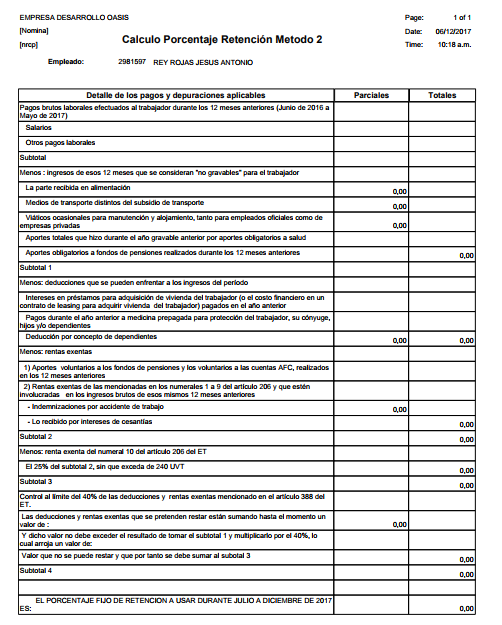 EMPRESA DESARROLLO OASIS
Page: 1 of 1
[Nomina]
Date: 06/12/2017
Calculo Porcentaje Retención Metodo 2
[nrcp]
Time: 10:18 a.m.
Empleado: 2981597 REY ROJAS JESUS ANTONIO
Detalle de los pagos y depuraciones aplicables Parciales Totales
Pagos brutos laborales efectuados al trabajador durante los 12 meses anteriores (Junio de 2016 a
Mayo de 2017)
Salarios
Otros pagos laborales
Subtotal
Menos : ingresos de esos 12 meses que se consideran "no gravables" para el trabajador
La parte recibida en alimentación 0,00
Medios de transporte distintos del subsidio de transporte 0,00
Viáticos ocasionales para manutención y alojamiento, tanto para empleados oficiales como de
empresas privadas 0,00
Aportes totales que hizo durante el año gravable anterior por aportes obligatorios a salud
Aportes obligatorios a fondos de pensiones realizados durante los 12 meses anteriores 0,00
Subtotal 1
Menos: deducciones que se pueden enfrentar a los ingresos del período
Intereses en préstamos para adquisición de vivienda del trabajador (o el costo financiero en un
contrato de leasing para adquirir vivienda del trabajador) pagados en el año anterior
Pagos durante el año anterior a medicina prepagada para protección del trabajador, su cónyuge,
hijos y/o dependientes
Deducción por concepto de dependientes 0,00 0,00
Menos: rentas exentas
1) Aportes voluntarios a los fondos de pensiones y los voluntarios a las cuentas AFC, realizados
en los 12 meses anteriores
2) Rentas exentas de las mencionadas en los numerales 1 a 9 del artículo 206 y que estén
involucradas en los ingresos brutos de esos mismos 12 meses anteriores
- Indemnizaciones por accidente de trabajo 0,00
- Lo recibido por intereses de cesantías 0,00
Subtotal 2 0,00
Menos: renta exenta del numeral 10 del artículo 206 del ET
El 25% del subtotal 2, sin que exceda de 240 UVT 0,00
Subtotal 3 0,00
Control al límite del 40% de las deducciones y rentas exentas mencionado en el artículo 388 del
ET.
Las deducciones y rentas exentas que se pretenden restar están sumando hasta el momento un
valor de : 0,00
Y dicho valor no debe exceder el resultado de tomar el subtotal 1 y multiplicarlo por el 40%, lo
cual arroja un valor de:
Valor que no se puede restar y que por tanto se debe sumar al subtotal 3 0,00
Subtotal 4 0,00
EL PORCENTAJE FIJO DE RETENCION A USAR DURANTE JULIO A DICIEMBRE DE 2017
ES: 0,00